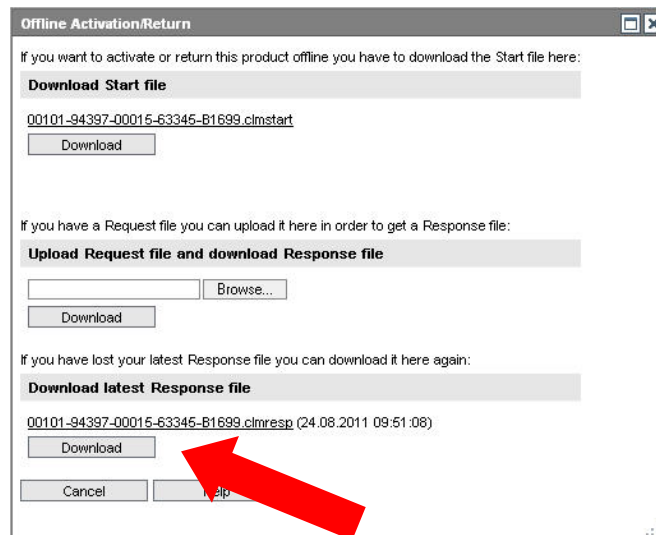 Offline Activation/Return
If you want to activate or return this product offline you have to download the Start file here:
Download Start file
00101-94397-00015-63345-B1699.clmstart
Download
If you have a Request file you can upload it here in order to get a Response file:
Upload Request file and download Response file
Browse...
Download
If you have lost your latest Response file you can download it here again:
Download latest Response file
00101-94397-00015-63345-B1699.clmresp (24.08.2011 09:51:08)
Download
Cancel
Help